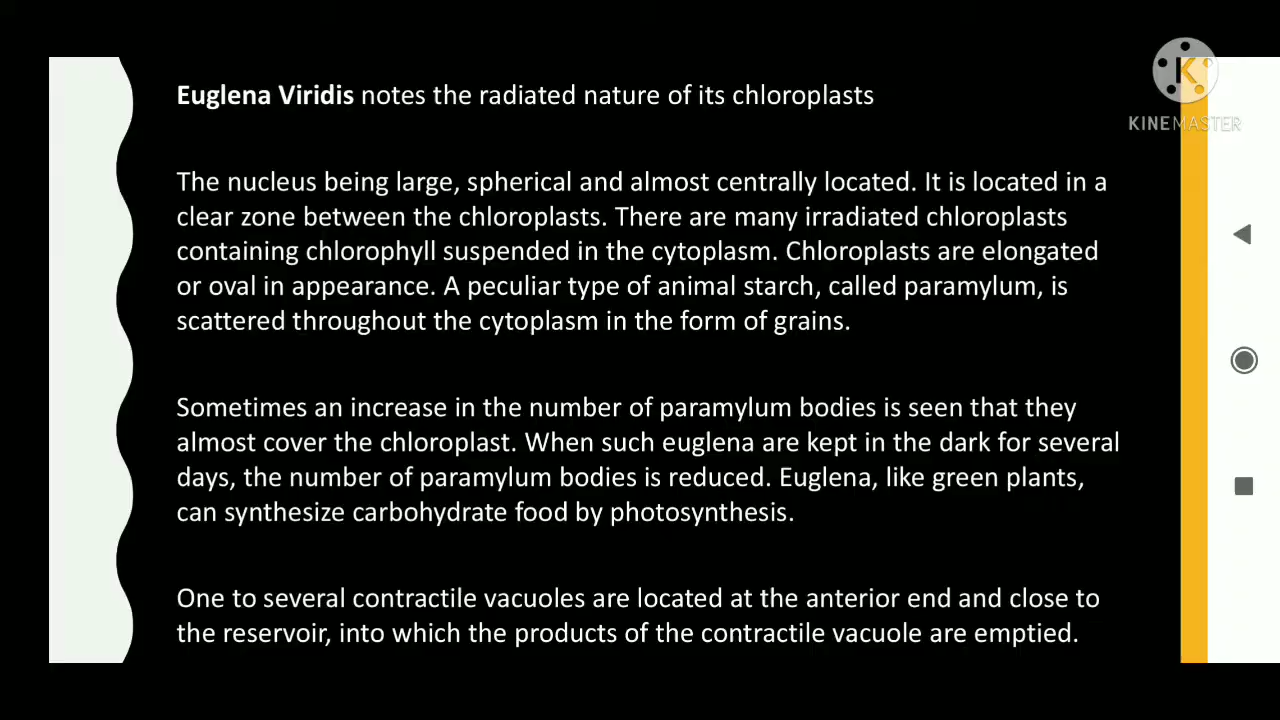 Euglena Viridis notes the radiated nature of its chloroplasts
KINEMASTER
The nucleus being large, spherical and almost centrally located. It is located in a
clear zone between the chloroplasts. There are many irradiated chloroplasts
containing chlorophyll suspended in the cytoplasm. Chloroplasts are elongated
or oval in appearance. A peculiar type of animal starch, called paramylum, is
scattered throughout the cytoplasm in the form of grains.
Sometimes an increase in the number of paramylum bodies is seen that they
almost cover the chloroplast. When such euglena are kept in the dark for several
days, the number of paramylum bodies is reduced. Euglena, like green plants,
can synthesize carbohydrate food by photosynthesis.
One to several contractile vacuoles are located at the anterior end and close to
the reservoir, into which the products of the contractile vacuole are emptied.